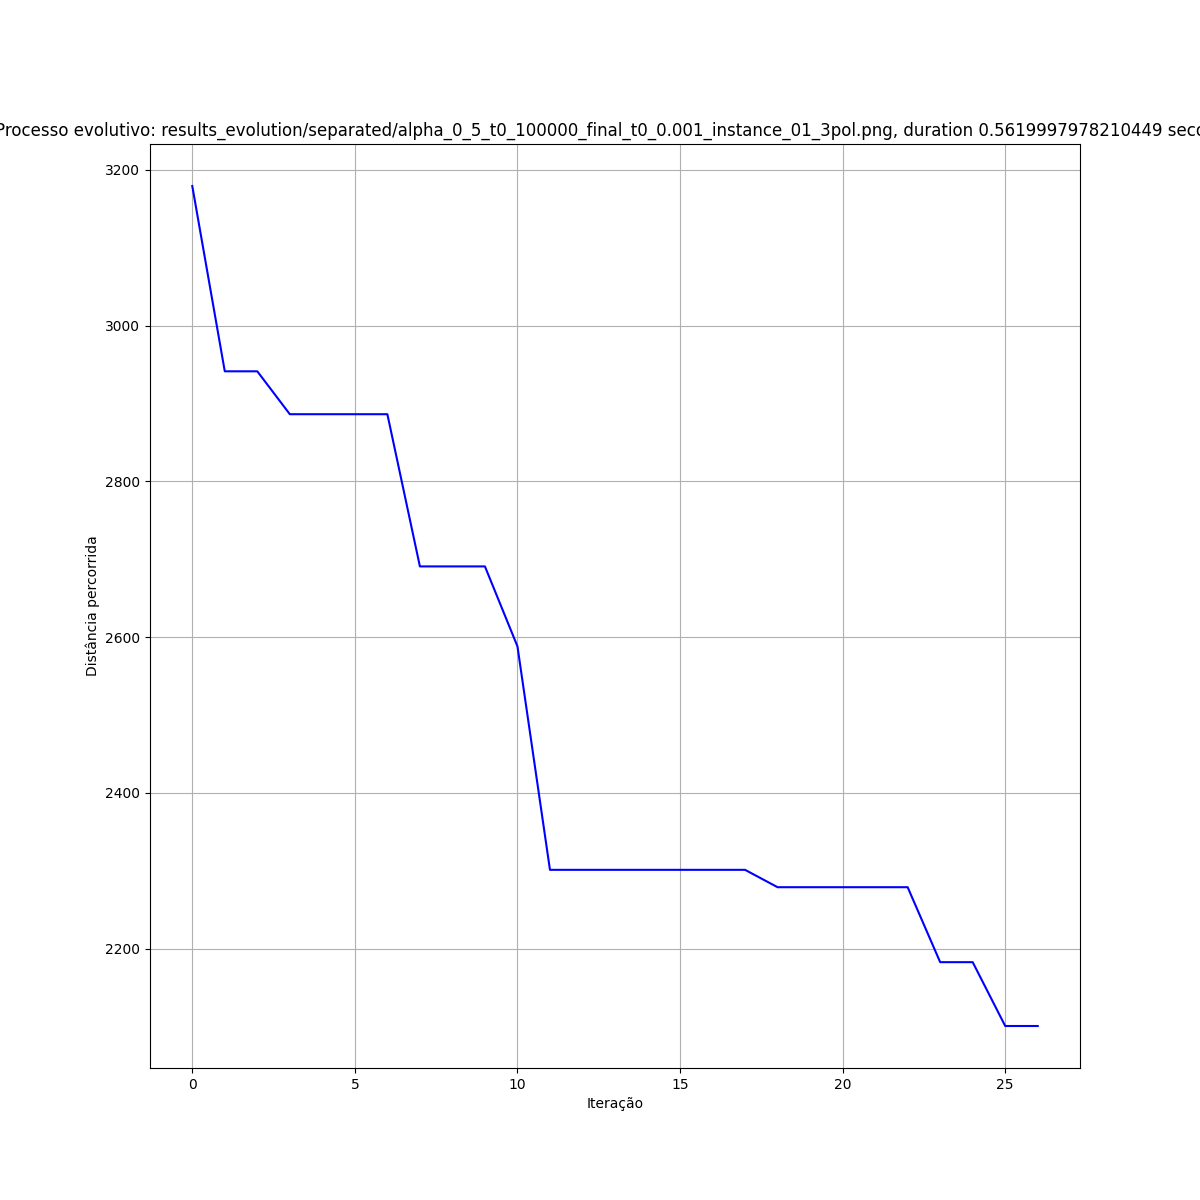 Processo evolutivo: results_evolution/separated/alpha_0_5_t0_100000_final_t0_0.001_instance_01_3pol.png, duration 0.5619997978210449 seco
3200
3000
2800
2600
2400
2200
Distância percorrida
0 5 10 15 20 25
Iteração